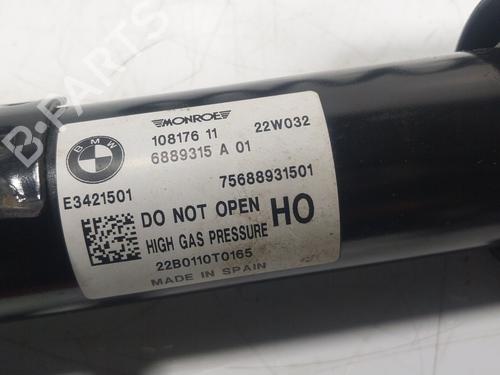 MONROE
BMW
108176 11 22W032
6889315 A 01
E3421501 75688931501
DO NOT OPEN HO
HIGH GAS PRESSURE
22B0110T0165
MADE IN SPAIN
B-PARTS